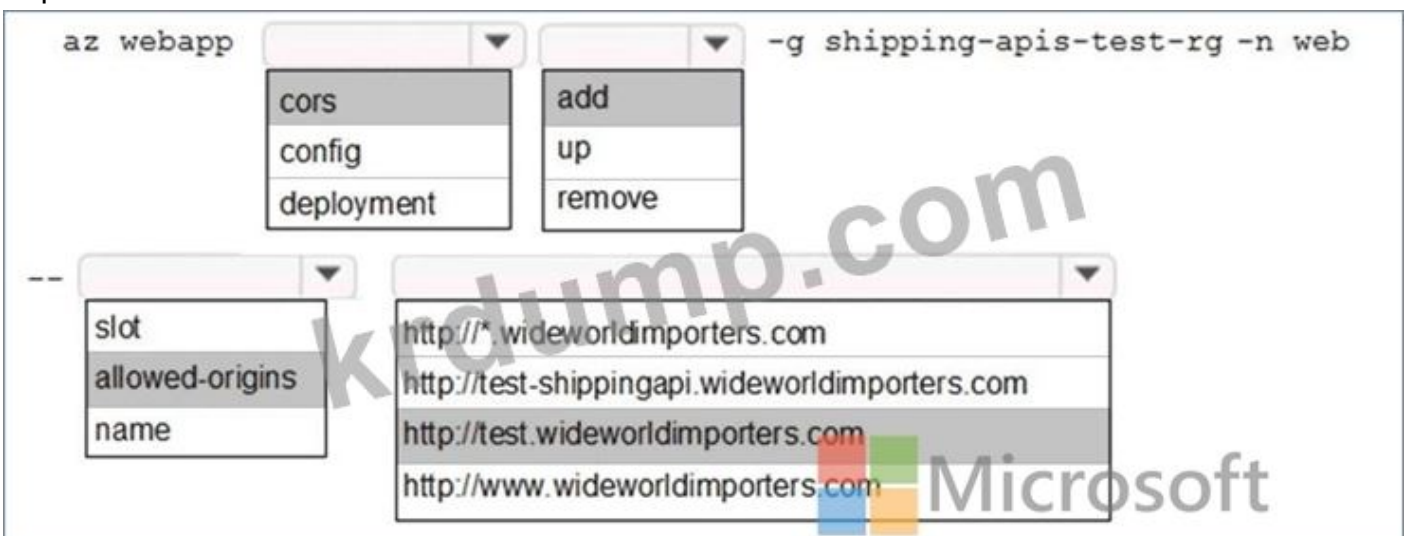 az webapp -g shipping-apis-test-rg -n web
cors add
config up
deployment remove
--
slot http://*.wideworldimporters.com
allowed-origins http://test-shippingapi.wideworldimporters.com
name http://test.wideworldimporters.com
http://www.wideworldimporters.com
krdump.com
Microsoft